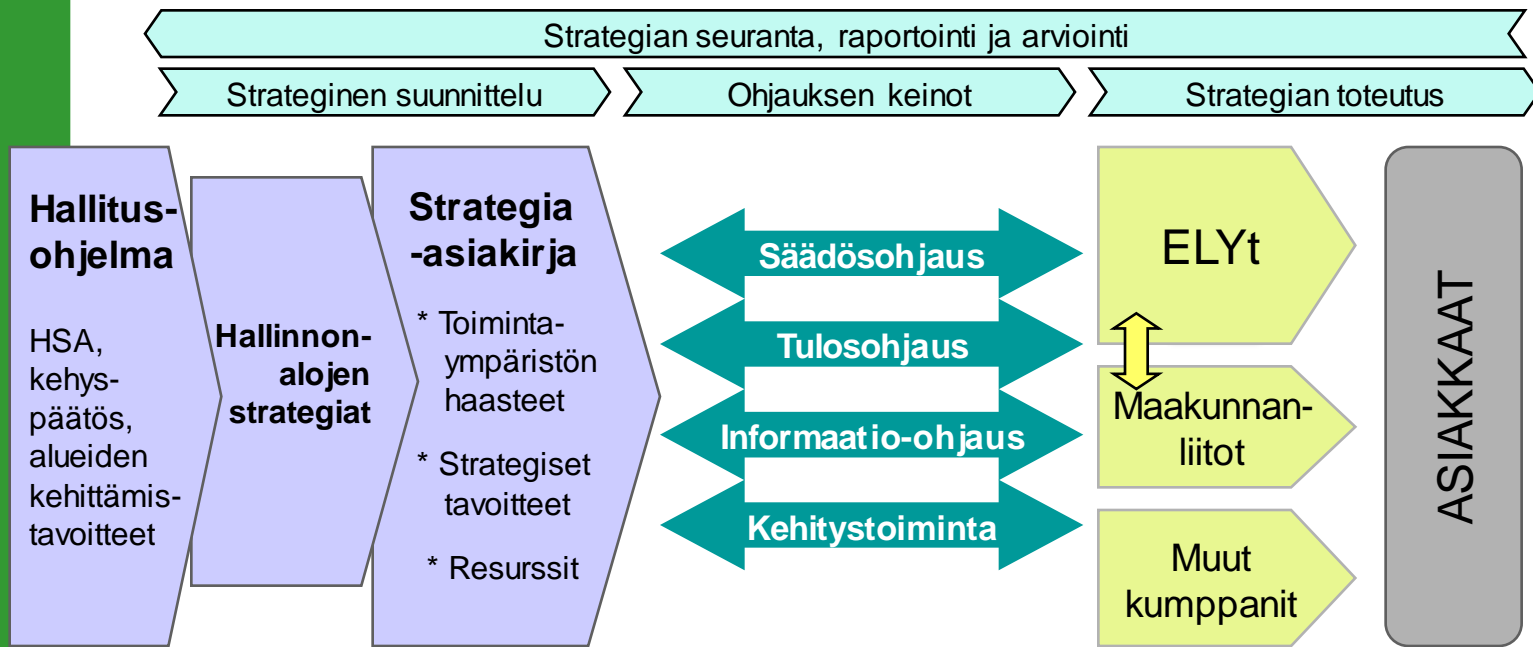 Strategian seuranta, raportointi ja arviointi
Strateginen suunnittelu
Ohjauksen keinot
Strategian toteutus
Hallitus-
ohjelma
HSA,
kehys-
päätös,
alueiden
kehittämis-
tavoitteet
Hallinnon-
alojen
strategiat
Strategia
-asiakirja
* Toiminta-
ympäristön
haasteet
* Strategiset
tavoitteet
* Resurssit
Säädösohjaus
Tulosohjaus
Informaatio-ohjaus
Kehitystoiminta
ELYt
Maakunnan-
liitot
Muut
kumppanit
ASIAKKAAT